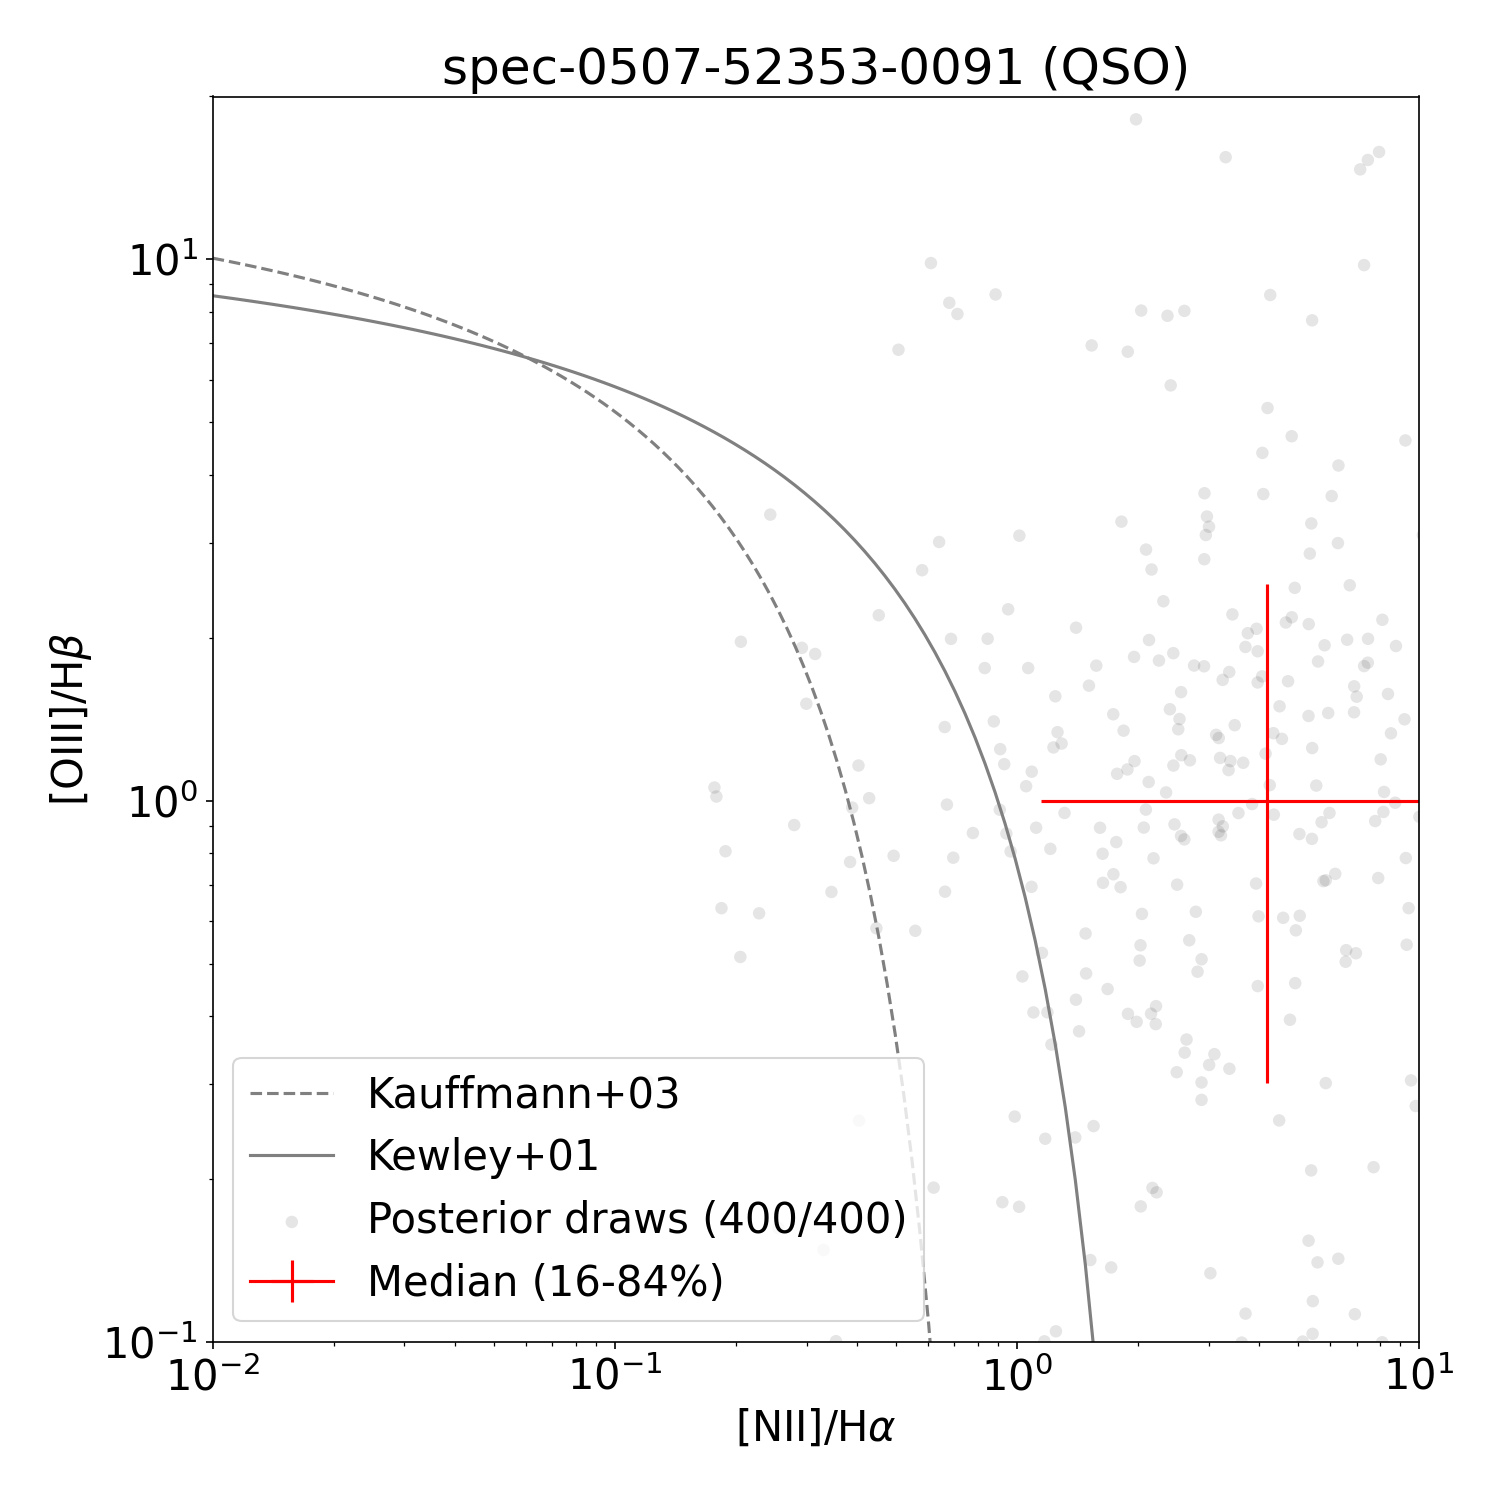 spec-0507-52353-0091 (QSO)
10¹
10⁰
10⁻¹
[OIII]/Hβ
Kauffmann+03
Kewley+01
Posterior draws (400/400)
Median (16-84%)
10⁻²
10⁻¹
10⁰
10¹
[NII]/Hα